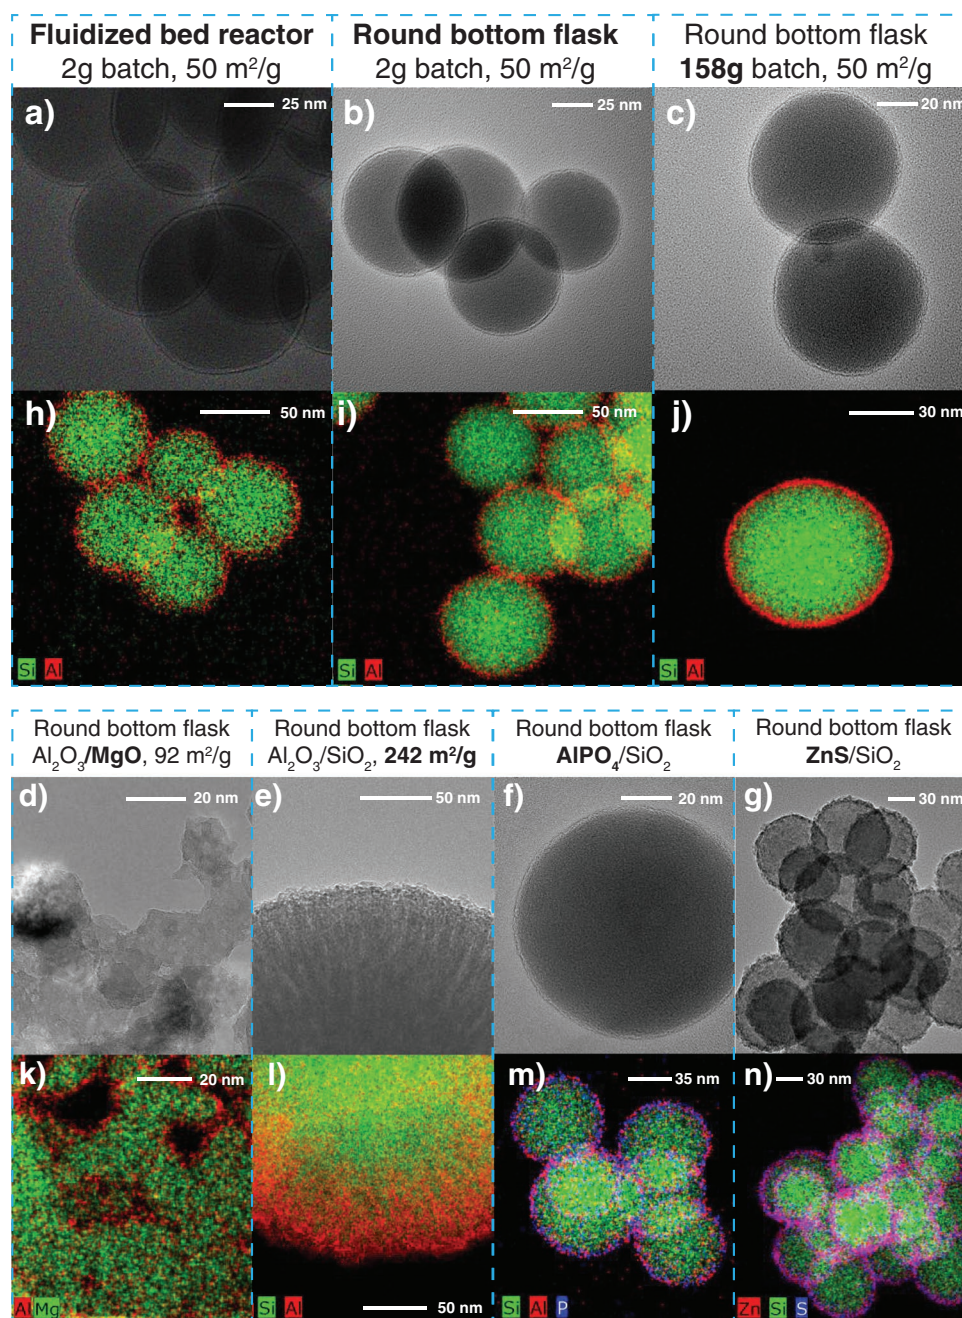 Fluidized bed reactor
2g batch, 50 m²/g
Round bottom flask
2g batch, 50 m²/g
Round bottom flask
158g batch, 50 m²/g
a)
25 nm
b)
25 nm
c)
20 nm
h)
50 nm
Si Al
i)
50 nm
Si Al
j)
30 nm
Si Al
Round bottom flask
Al₂O₃/MgO, 92 m²/g
Round bottom flask
Al₂O₃/SiO₂, 242 m²/g
Round bottom flask
AlPO₄/SiO₂
Round bottom flask
ZnS/SiO₂
d)
20 nm
e)
50 nm
f)
20 nm
g)
30 nm
k)
20 nm
Al Mg
l)
Si Al
50 nm
m)
35 nm
Si Al P
n)
30 nm
Zn Si S